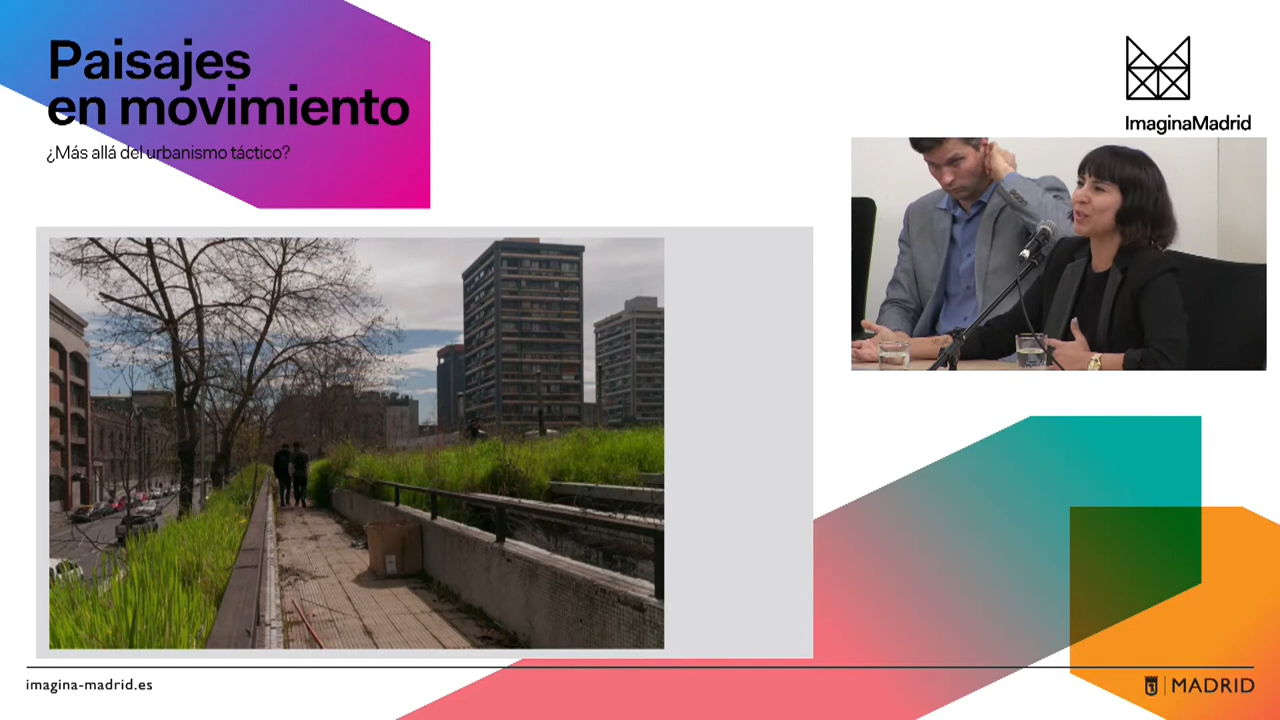 Paisajes
en movimiento
¿Más allá del urbanismo táctico?
ImaginaMadrid
imagina-madrid.es
MADRID